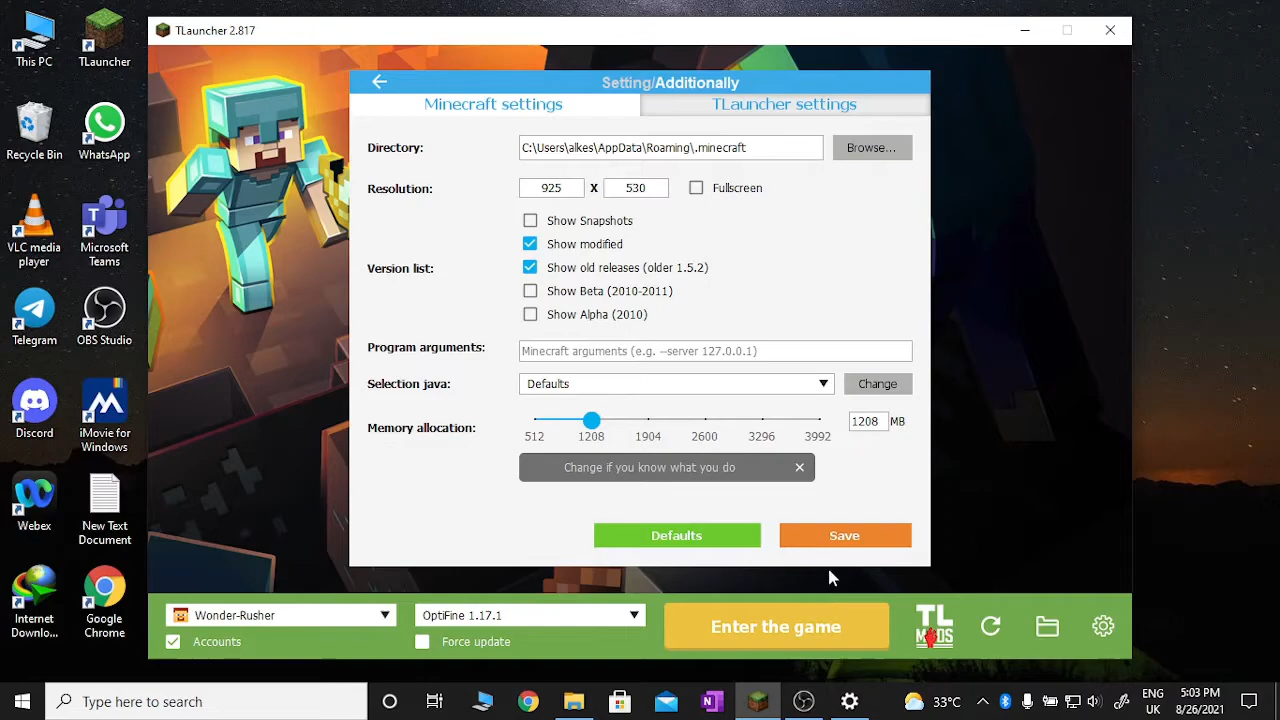 TLauncher 2.817
This PC
TLauncher
Recycle Bin
WhatsApp
VLC media
player
Microsoft
Teams
Telegram
OBS Studio
Discord
iMovie for
Windows
Webex
New Text
Document
Internet
Downlo...
Google
Chrome
Setting/Additionally
Minecraft settings
TLauncher settings
Directory:
C:\Users\alkes\AppData\Roaming\.minecraft
Browse...
Resolution:
925 X 530
Fullscreen
Show Snapshots
Show modified
Version list:
Show old releases (older 1.5.2)
Show Beta (2010-2011)
Show Alpha (2010)
Program arguments:
Minecraft arguments (e.g. --server 127.0.0.1)
Selection java:
Defaults
Change
Memory allocation:
512 1208 1904 2600 3296 3992
1208 MB
Change if you know what you do
Defaults
Save
Wonder-Rusher
OptiFine 1.17.1
Accounts
Force update
Enter the game
TL
MODS
Type here to search
33°C
ENG
UK
5:03 PM
8/26/2021